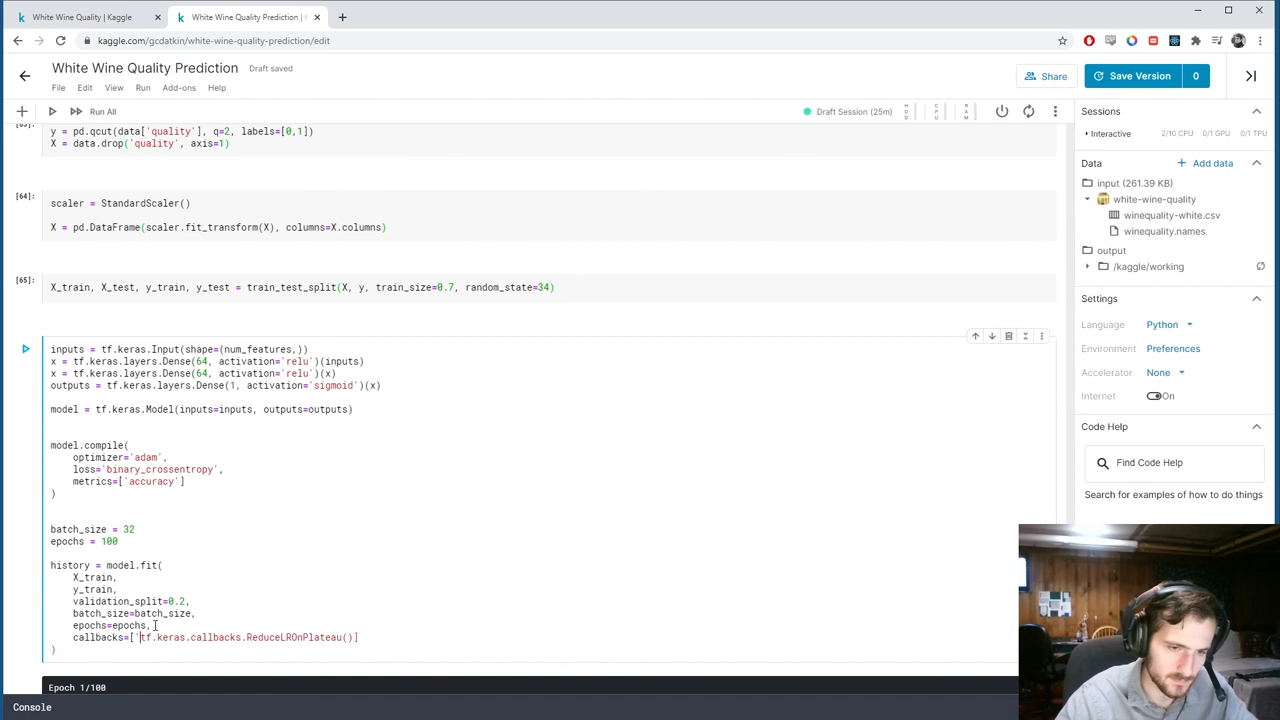 White Wine Quality | Kaggle
White Wine Quality Prediction |
kaggle.com/gcdatkin/white-wine-quality-prediction/edit
White Wine Quality Prediction
Draft saved
Share
Save Version
0
File Edit View Run Add-ons Help
Run All
Draft Session (25m)
y = pd.qcut(data['quality'], q=2, labels=[0,1])
X = data.drop('quality', axis=1)
[64]:
scaler = StandardScaler()
X = pd.DataFrame(scaler.fit_transform(X), columns=X.columns)
[65]:
X_train, X_test, y_train, y_test = train_test_split(X, y, train_size=0.7, random_state=34)
inputs = tf.keras.Input(shape=(num_features,))
x = tf.keras.layers.Dense(64, activation='relu')(inputs)
x = tf.keras.layers.Dense(64, activation='relu')(x)
outputs = tf.keras.layers.Dense(1, activation='sigmoid')(x)
model = tf.keras.Model(inputs=inputs, outputs=outputs)
model.compile(
optimizer='adam',
loss='binary_crossentropy',
metrics=['accuracy']
)
batch_size = 32
epochs = 100
history = model.fit(
X_train,
y_train,
validation_split=0.2,
batch_size=batch_size,
epochs=epochs,
callbacks=['tf.keras.callbacks.ReduceLROnPlateau()]
)
Epoch 1/100
Console
Sessions
Interactive
2/10 CPU 0/1 GPU 0/1 TPU
Data
Add data
input (261.39 KB)
white-wine-quality
winequality-white.csv
winequality.names
output
/kaggle/working
Settings
Language Python
Environment Preferences
Accelerator None
Internet On
Code Help
Find Code Help
Search for examples of how to do things